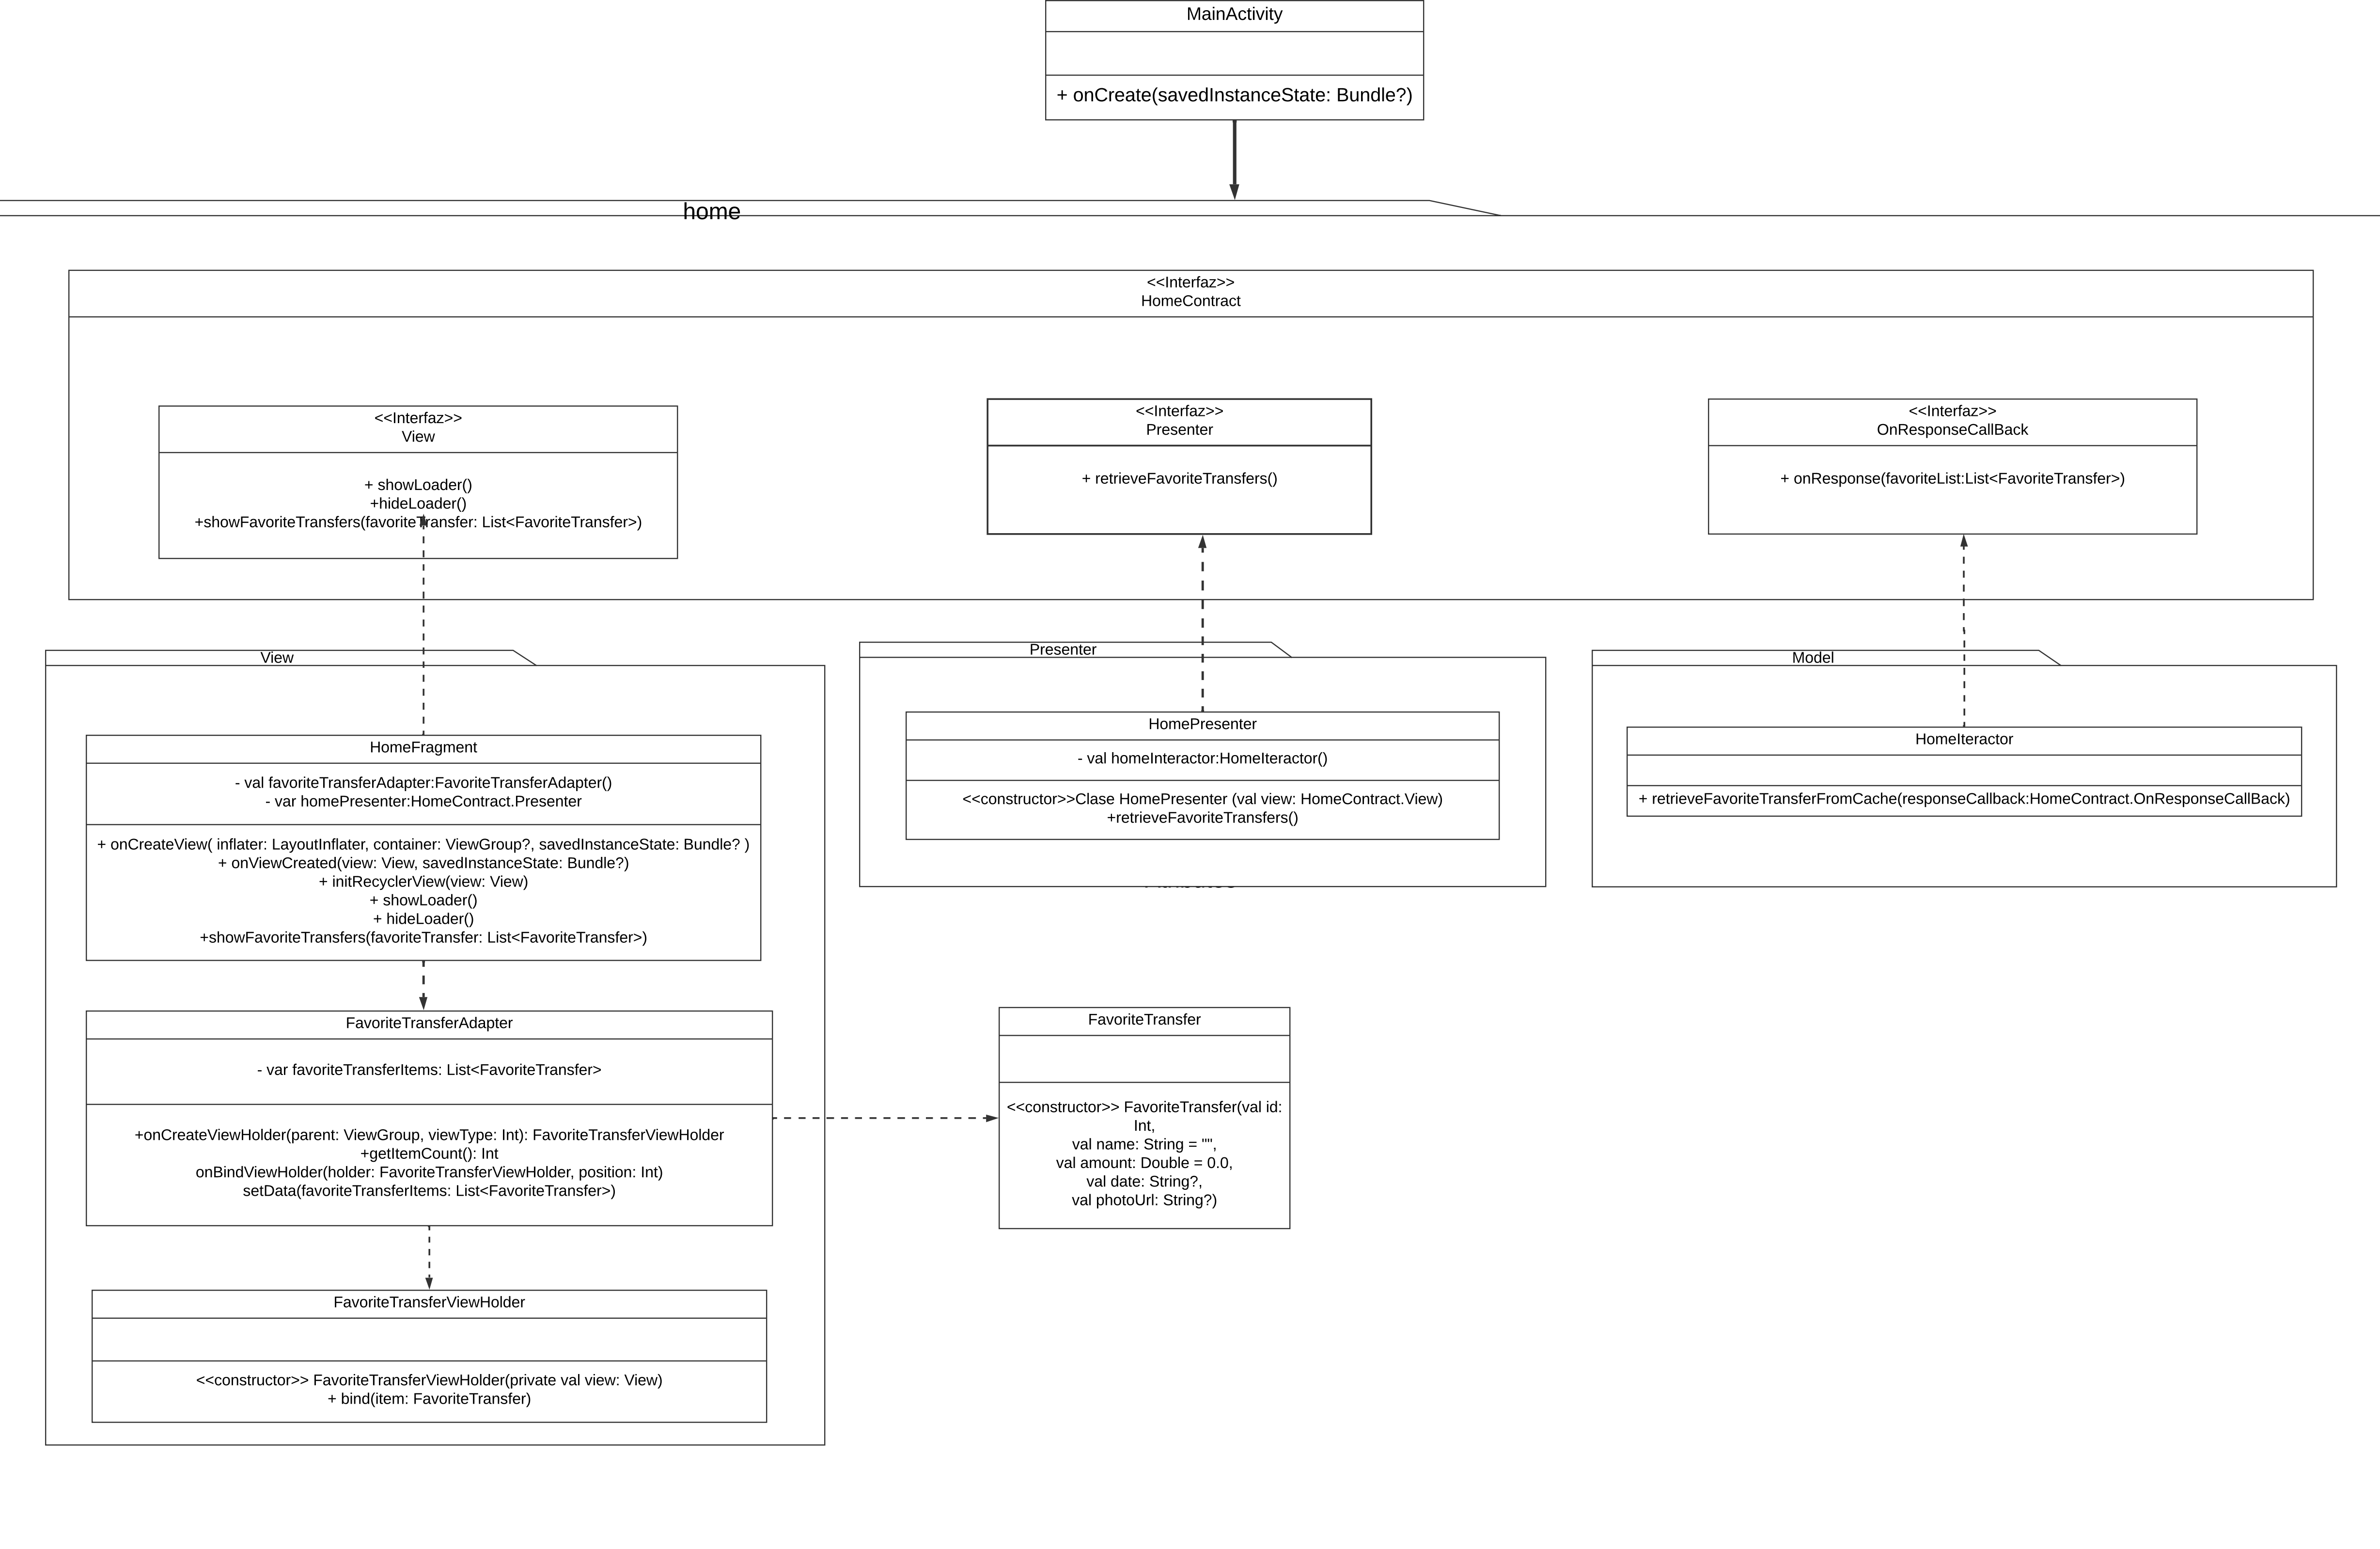 MainActivity
+ onCreate(savedInstanceState: Bundle?)
home
<<Interfaz>>
HomeContract
<<Interfaz>>
View
+ showLoader()
+hideLoader()
+showFavoriteTransfers(favoriteTransfer: List<FavoriteTransfer>)
<<Interfaz>>
Presenter
+ retrieveFavoriteTransfers()
<<Interfaz>>
OnResponseCallBack
+ onResponse(favoriteList:List<FavoriteTransfer>)
View
HomeFragment
- val favoriteTransferAdapter:FavoriteTransferAdapter()
- var homePresenter:HomeContract.Presenter
+ onCreateView( inflater: LayoutInflater, container: ViewGroup?, savedInstanceState: Bundle? )
+ onViewCreated(view: View, savedInstanceState: Bundle?)
+ initRecyclerView(view: View)
+ showLoader()
+ hideLoader()
+showFavoriteTransfers(favoriteTransfer: List<FavoriteTransfer>)
FavoriteTransferAdapter
- var favoriteTransferItems: List<FavoriteTransfer>
+onCreateViewHolder(parent: ViewGroup, viewType: Int): FavoriteTransferViewHolder
+getItemCount(): Int
onBindViewHolder(holder: FavoriteTransferViewHolder, position: Int)
setData(favoriteTransferItems: List<FavoriteTransfer>)
FavoriteTransferViewHolder
<<constructor>> FavoriteTransferViewHolder(private val view: View)
+ bind(item: FavoriteTransfer)
Presenter
HomePresenter
- val homeInteractor:HomeIteractor()
<<constructor>>Clase HomePresenter (val view: HomeContract.View)
+retrieveFavoriteTransfers()
Model
HomeIteractor
+ retrieveFavoriteTransferFromCache(responseCallback:HomeContract.OnResponseCallBack)
FavoriteTransfer
<<constructor>> FavoriteTransfer(val id:
Int,
val name: String = "",
val amount: Double = 0.0,
val date: String?,
val photoUrl: String?)